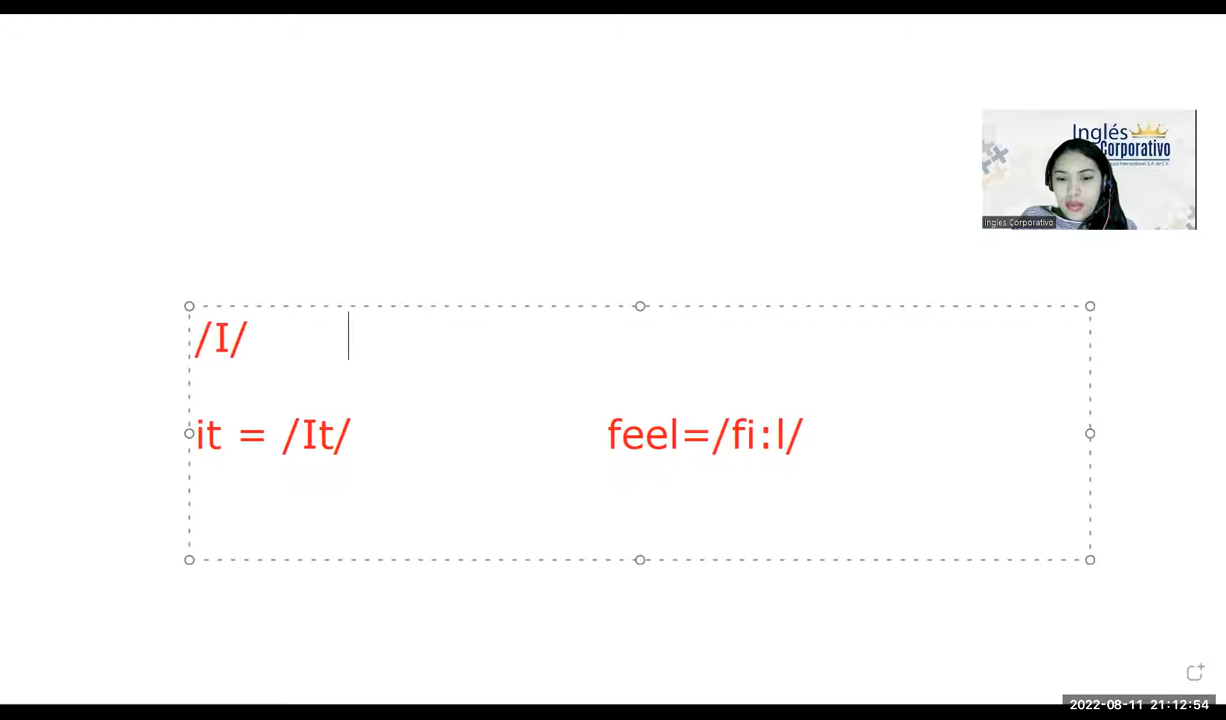 Inglés
Corporativo
Ingles Corporativo
/I/
it = /It/ feel=/fi:l/
2022-08-11 21:12:54